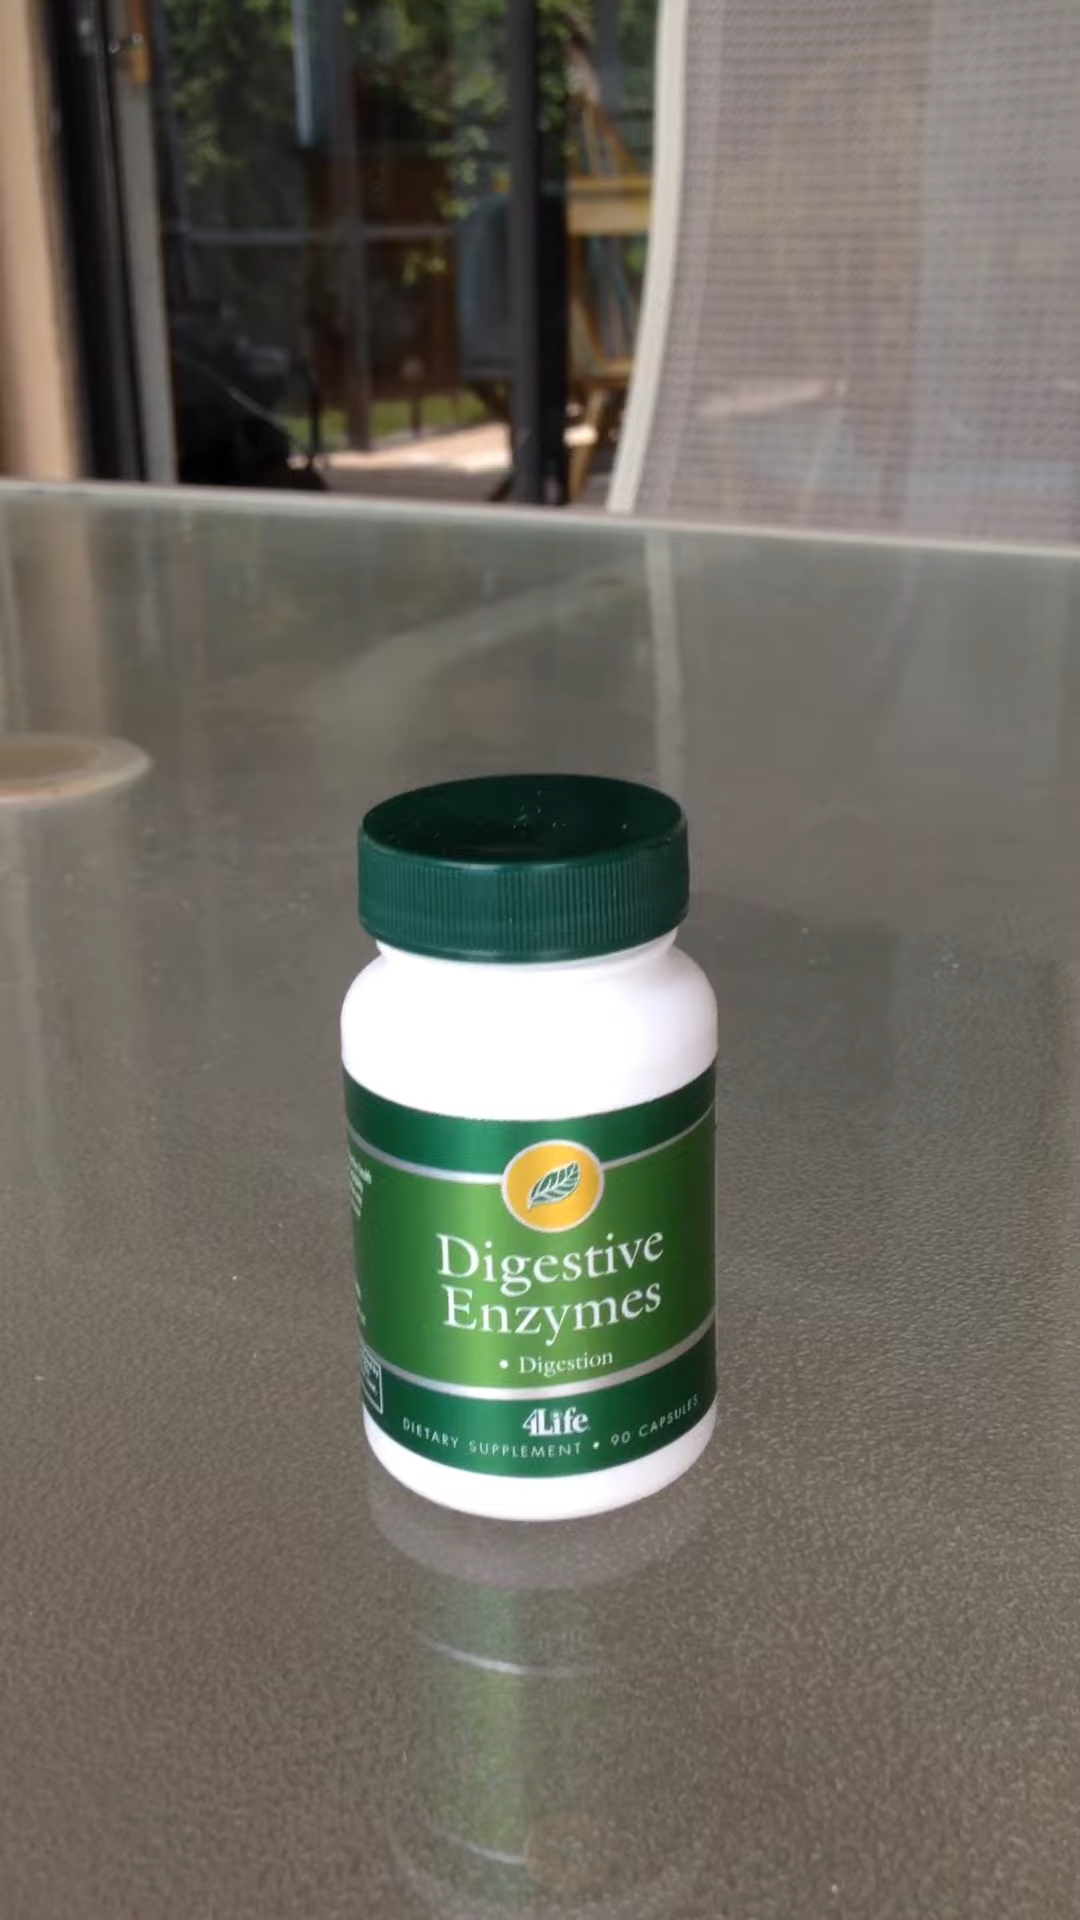 Digestive
Enzymes
• Digestion
4Life
DIETARY SUPPLEMENT • 90 CAPSULES